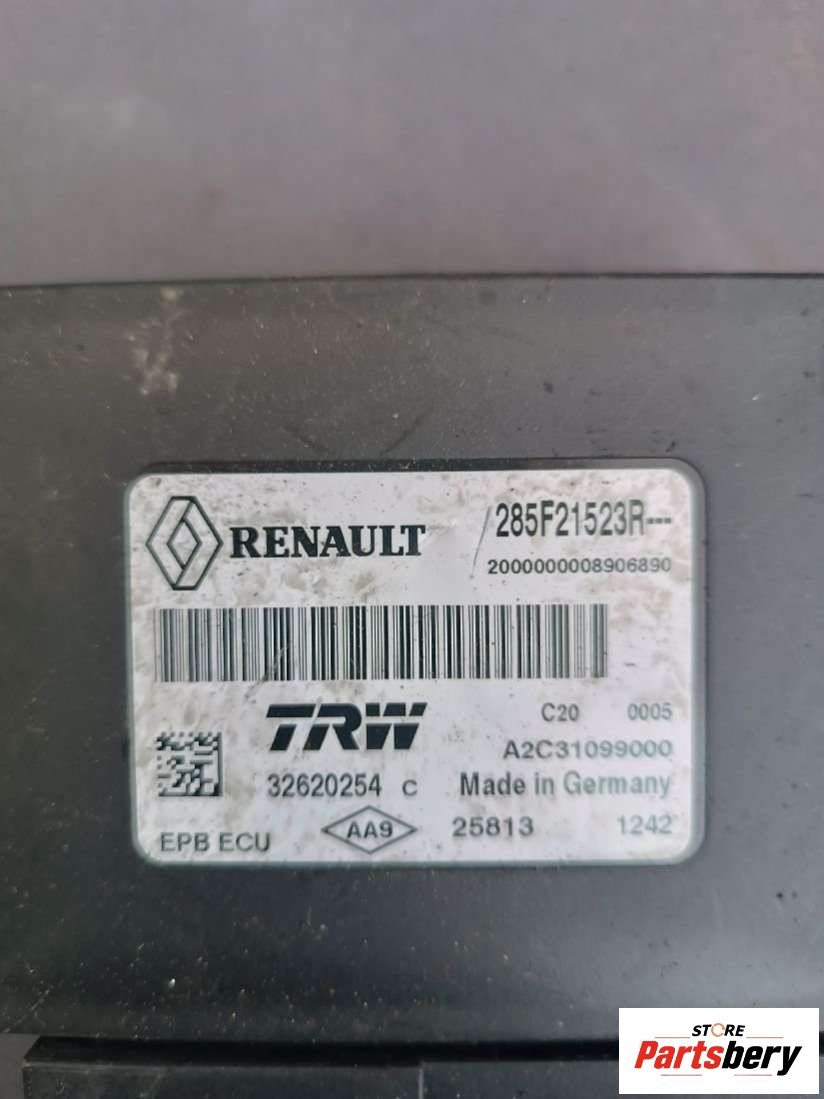 RENAULT
/285F21523R---
2000000008906890
TRW
C20 0005
A2C31099000
32620254 C
Made in Germany
EPB ECU
AA9
25813
1242
STORE
Partsbery